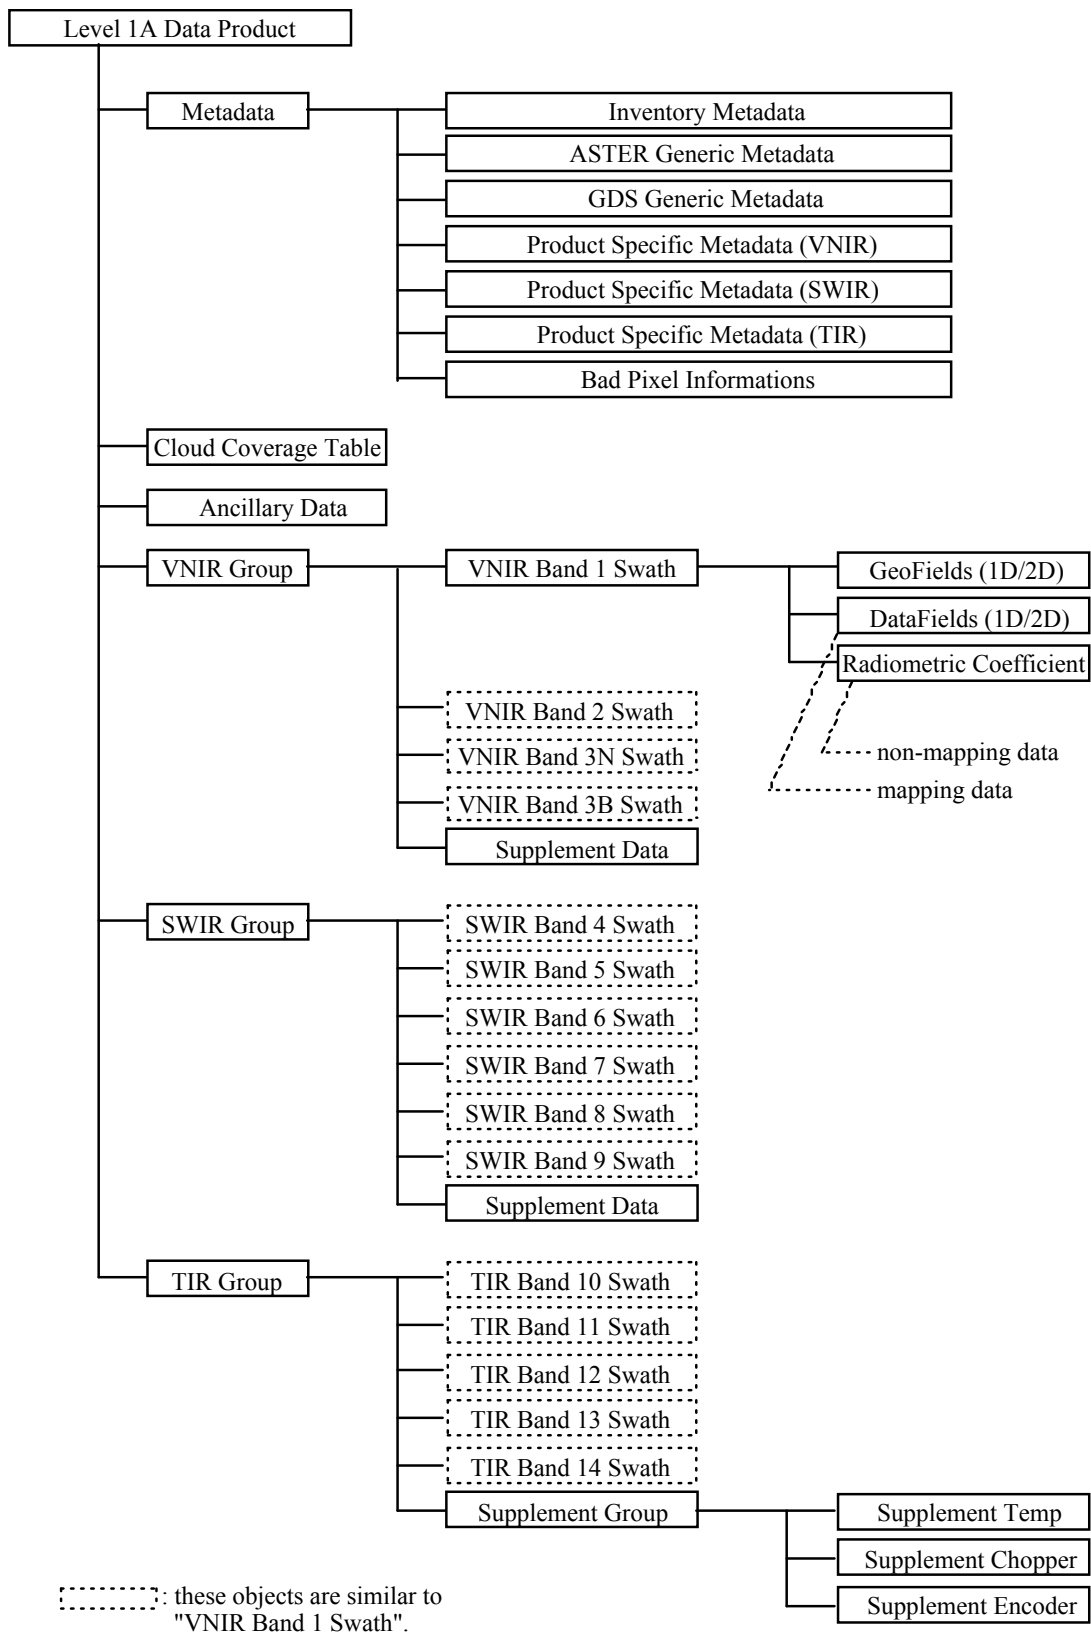 Level 1A Data Product
Metadata
Inventory Metadata
ASTER Generic Metadata
GDS Generic Metadata
Product Specific Metadata (VNIR)
Product Specific Metadata (SWIR)
Product Specific Metadata (TIR)
Bad Pixel Informations
Cloud Coverage Table
Ancillary Data
VNIR Group
VNIR Band 1 Swath
GeoFields (1D/2D)
DataFields (1D/2D)
Radiometric Coefficient
non-mapping data
mapping data
VNIR Band 2 Swath
VNIR Band 3N Swath
VNIR Band 3B Swath
Supplement Data
SWIR Group
SWIR Band 4 Swath
SWIR Band 5 Swath
SWIR Band 6 Swath
SWIR Band 7 Swath
SWIR Band 8 Swath
SWIR Band 9 Swath
Supplement Data
TIR Group
TIR Band 10 Swath
TIR Band 11 Swath
TIR Band 12 Swath
TIR Band 13 Swath
TIR Band 14 Swath
Supplement Group
Supplement Temp
Supplement Chopper
Supplement Encoder
: these objects are similar to
"VNIR Band 1 Swath".